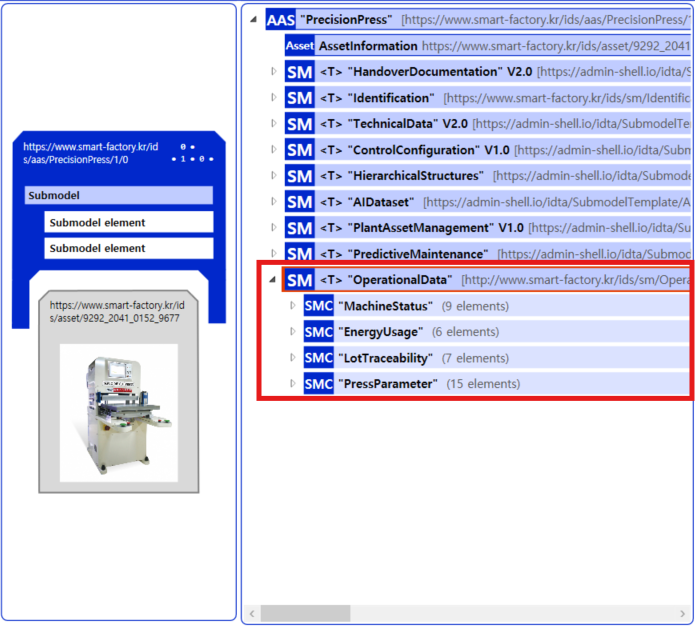 https://www.smart-factory.kr/id
s/aas/PrecisionPress/1/0
0
1 0
Submodel
Submodel element
Submodel element
https://www.smart-factory.kr/id
s/asset/9292_2041_0152_9677
AAS "PrecisionPress" [https://www.smart-factory.kr/ids/aas/PrecisionPress/
Asset AssetInformation https://www.smart-factory.kr/ids/asset/9292_2041
SM <T> "HandoverDocumentation" V2.0 [https://admin-shell.io/idta/S
SM <T> "Identification" [https://www.smart-factory.kr/ids/sm/Identific
SM <T> "TechnicalData" V2.0 [https://admin-shell.io/idta/SubmodelTe
SM <T> "ControlConfiguration" V1.0 [https://admin-shell.io/idta/Subm
SM <T> "HierarchicalStructures" [https://admin-shell.io/idta/Submode
SM <T> "AIDataset" [https://admin-shell.io/idta/SubmodelTemplate/A
SM <T> "PlantAssetManagement" V1.0 [https://admin-shell.io/idta/Su
SM <T> "PredictiveMaintenance" [https://admin-shell.io/idta/Submoc
SM <T> "OperationalData" [http://www.smart-factory.kr/ids/sm/Opera
SMC "MachineStatus" (9 elements)
SMC "EnergyUsage" (6 elements)
SMC "LotTraceability" (7 elements)
SMC "PressParameter" (15 elements)